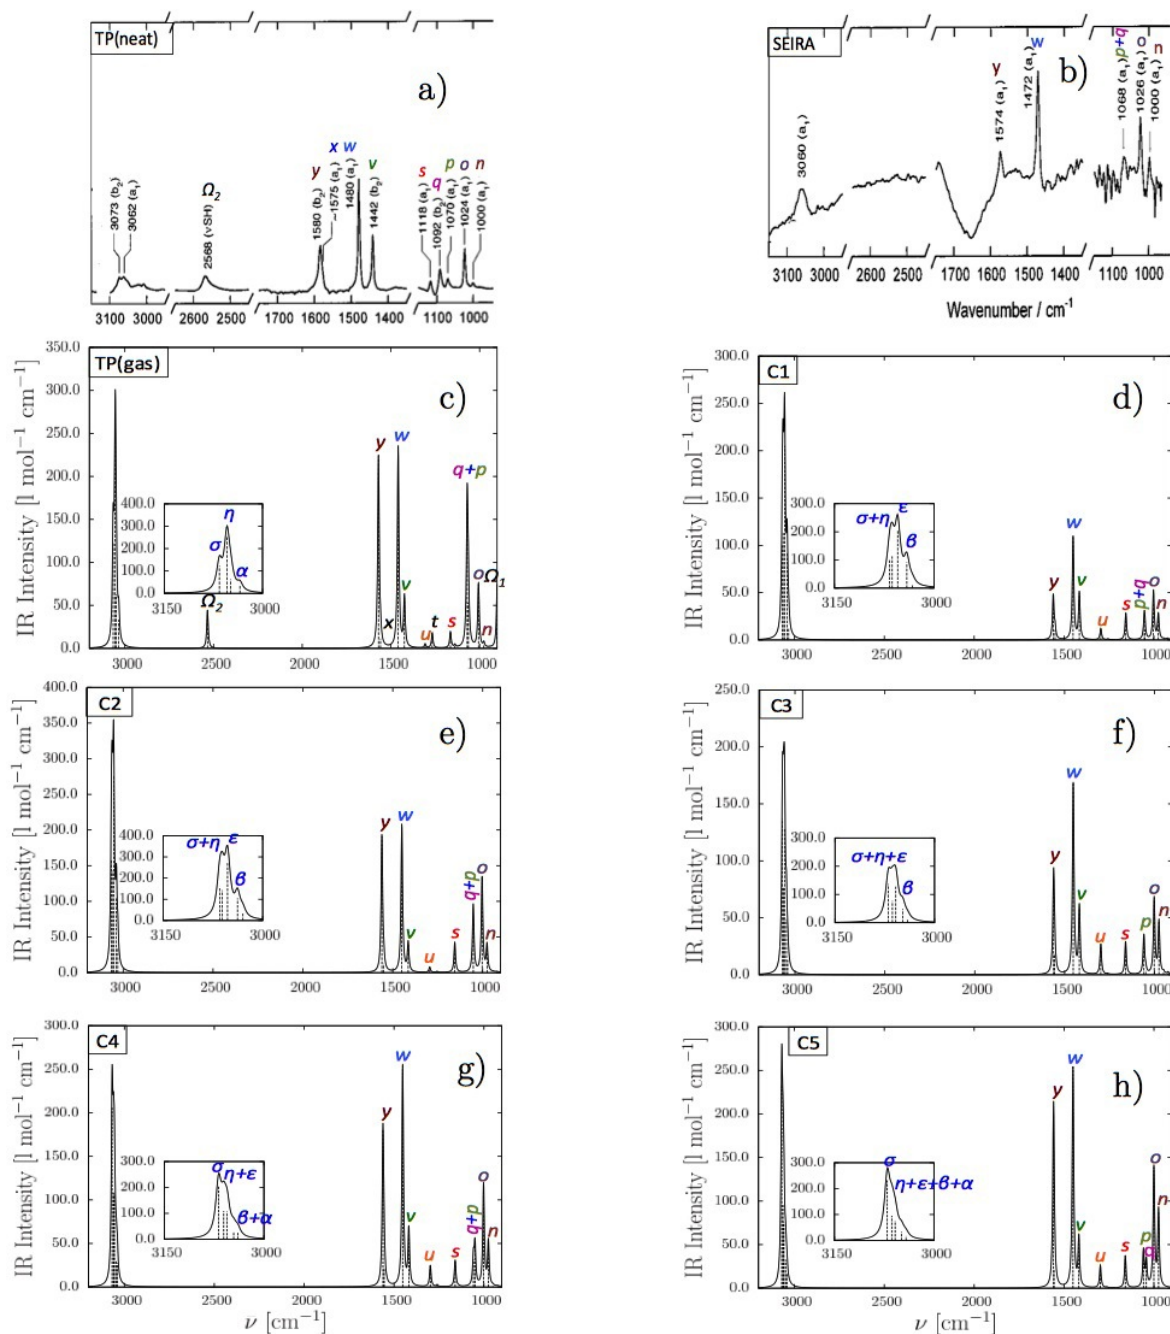 TP(neat)
a)
3073 (b₂)
3062 (a₁)
Ω₂
2568 (νSH)
y
1580 (b₂)
x
~1575 (a₁)
w
1480 (a₁)
v
1442 (b₂)
s
1118 (a₁)
q
1092 (b₂)
p
1070 (a₁)
o
1024 (a₁)
n
1000 (a₁)
3100 3000 2600 2500 1700 1600 1500 1400 1100 1000
SEIRA
b)
3060 (a₁)
y
1574 (a₁)
w
1472 (a₁)
p+q
1068 (a₁)
o
1026 (a₁)
n
1000 (a₁)
3100 3000 2600 2500 1700 1600 1500 1400 1100 1000
Wavenumber / cm⁻¹
TP(gas)
c)
IR Intensity [l mol⁻¹ cm⁻¹]
350.0
300.0
250.0
200.0
150.0
100.0
50.0
0.0
y w q+p
v o Ω₁
Ω₂ x u t s n
400.0
300.0
200.0
100.0
0.0
σ η α
3150 3000
3000 2500 2000 1500 1000
C1
d)
IR Intensity [l mol⁻¹ cm⁻¹]
300.0
250.0
200.0
150.0
100.0
50.0
0.0
w
y v u s p+q o n
300.0
200.0
100.0
0.0
σ+η ε β
3150 3000
3000 2500 2000 1500 1000
C2
e)
IR Intensity [l mol⁻¹ cm⁻¹]
400.0
350.0
300.0
250.0
200.0
150.0
100.0
50.0
0.0
y w
v u s q+p o n
400.0
300.0
200.0
100.0
0.0
σ+η ε β
3150 3000
3000 2500 2000 1500 1000
C3
f)
IR Intensity [l mol⁻¹ cm⁻¹]
250.0
200.0
150.0
100.0
50.0
0.0
w
y v u s p o n
300.0
200.0
100.0
0.0
σ+η+ε β
3150 3000
3000 2500 2000 1500 1000
C4
g)
IR Intensity [l mol⁻¹ cm⁻¹]
300.0
250.0
200.0
150.0
100.0
50.0
0.0
w
y v u s q+p o n
300.0
200.0
100.0
0.0
σ η+ε
β+α
3150 3000
3000 2500 2000 1500 1000
ν̃ [cm⁻¹]
C5
h)
IR Intensity [l mol⁻¹ cm⁻¹]
300.0
250.0
200.0
150.0
100.0
50.0
0.0
w
y v u s p q o n
300.0
200.0
100.0
0.0
σ
η+ε+β+α
3150 3000
3000 2500 2000 1500 1000
ν̃ [cm⁻¹]